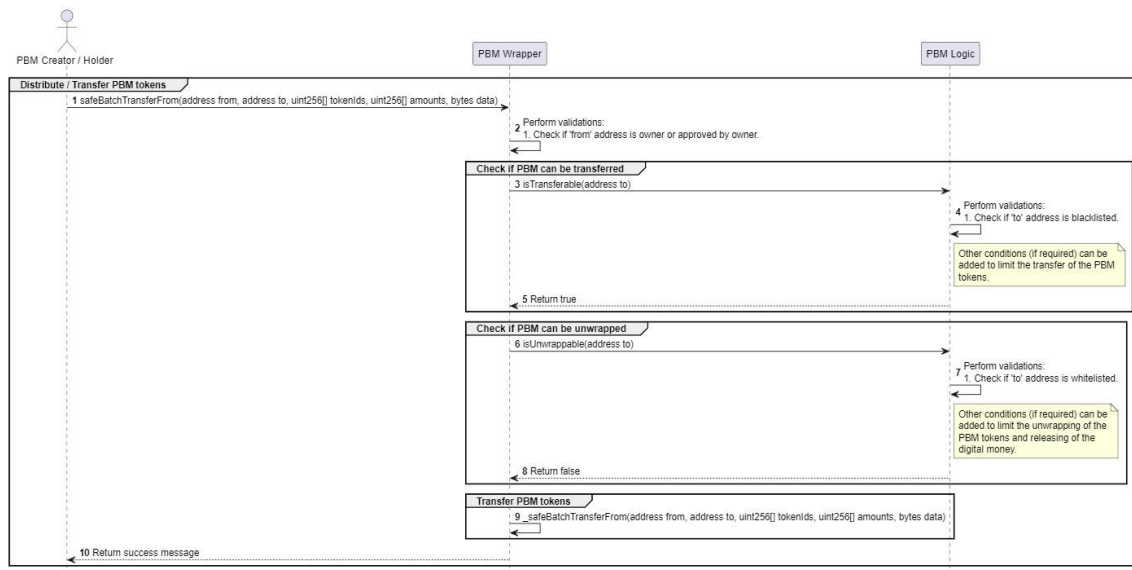 PBM Creator / Holder
PBM Wrapper
PBM Logic
Distribute / Transfer PBM tokens
1 safeBatchTransferFrom(address from, address to, uint256[] tokenIds, uint256[] amounts, bytes data)
2 Perform validations:
1. Check if 'from' address is owner or approved by owner.
Check if PBM can be transferred
3 isTransferable(address to)
4 Perform validations:
1. Check if 'to' address is blacklisted.
Other conditions (if required) can be
added to limit the transfer of the PBM
tokens.
5 Return true
Check if PBM can be unwrapped
6 isUnwrappable(address to)
7 Perform validations:
1. Check if 'to' address is whitelisted.
Other conditions (if required) can be
added to limit the unwrapping of the
PBM tokens and releasing of the
digital money.
8 Return false
Transfer PBM tokens
9 _safeBatchTransferFrom(address from, address to, uint256[] tokenIds, uint256[] amounts, bytes data)
10 Return success message